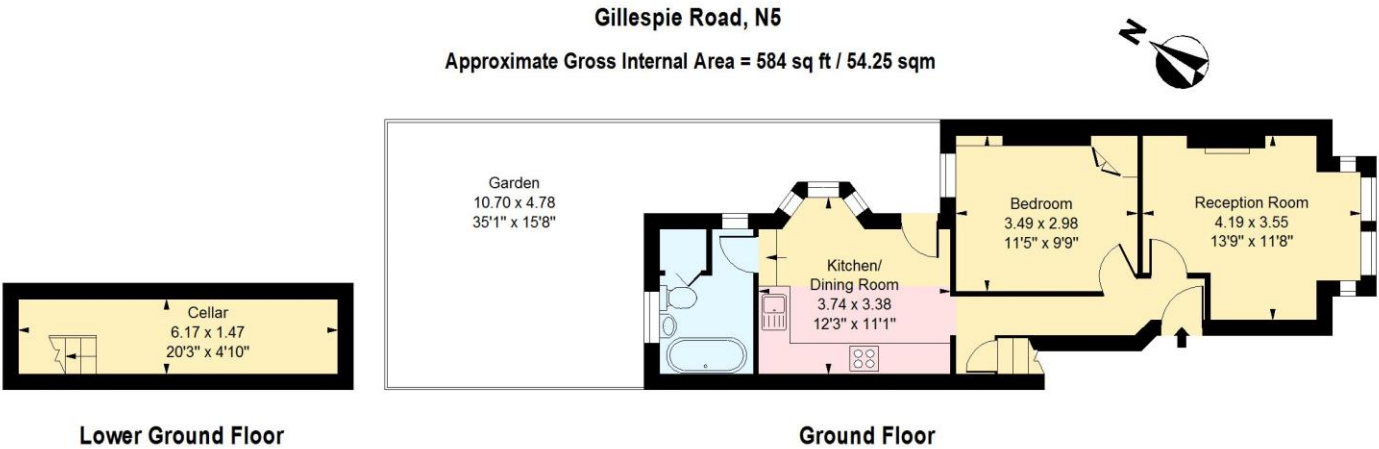 Gillespie Road, N5
Approximate Gross Internal Area = 584 sq ft / 54.25 sqm
N
Garden
10.70 x 4.78
35'1" x 15'8"
Bedroom
3.49 x 2.98
11'5" x 9'9"
Reception Room
4.19 x 3.55
13'9" x 11'8"
Kitchen/
Dining Room
3.74 x 3.38
12'3" x 11'1"
Cellar
6.17 x 1.47
20'3" x 4'10"
Lower Ground Floor
Ground Floor